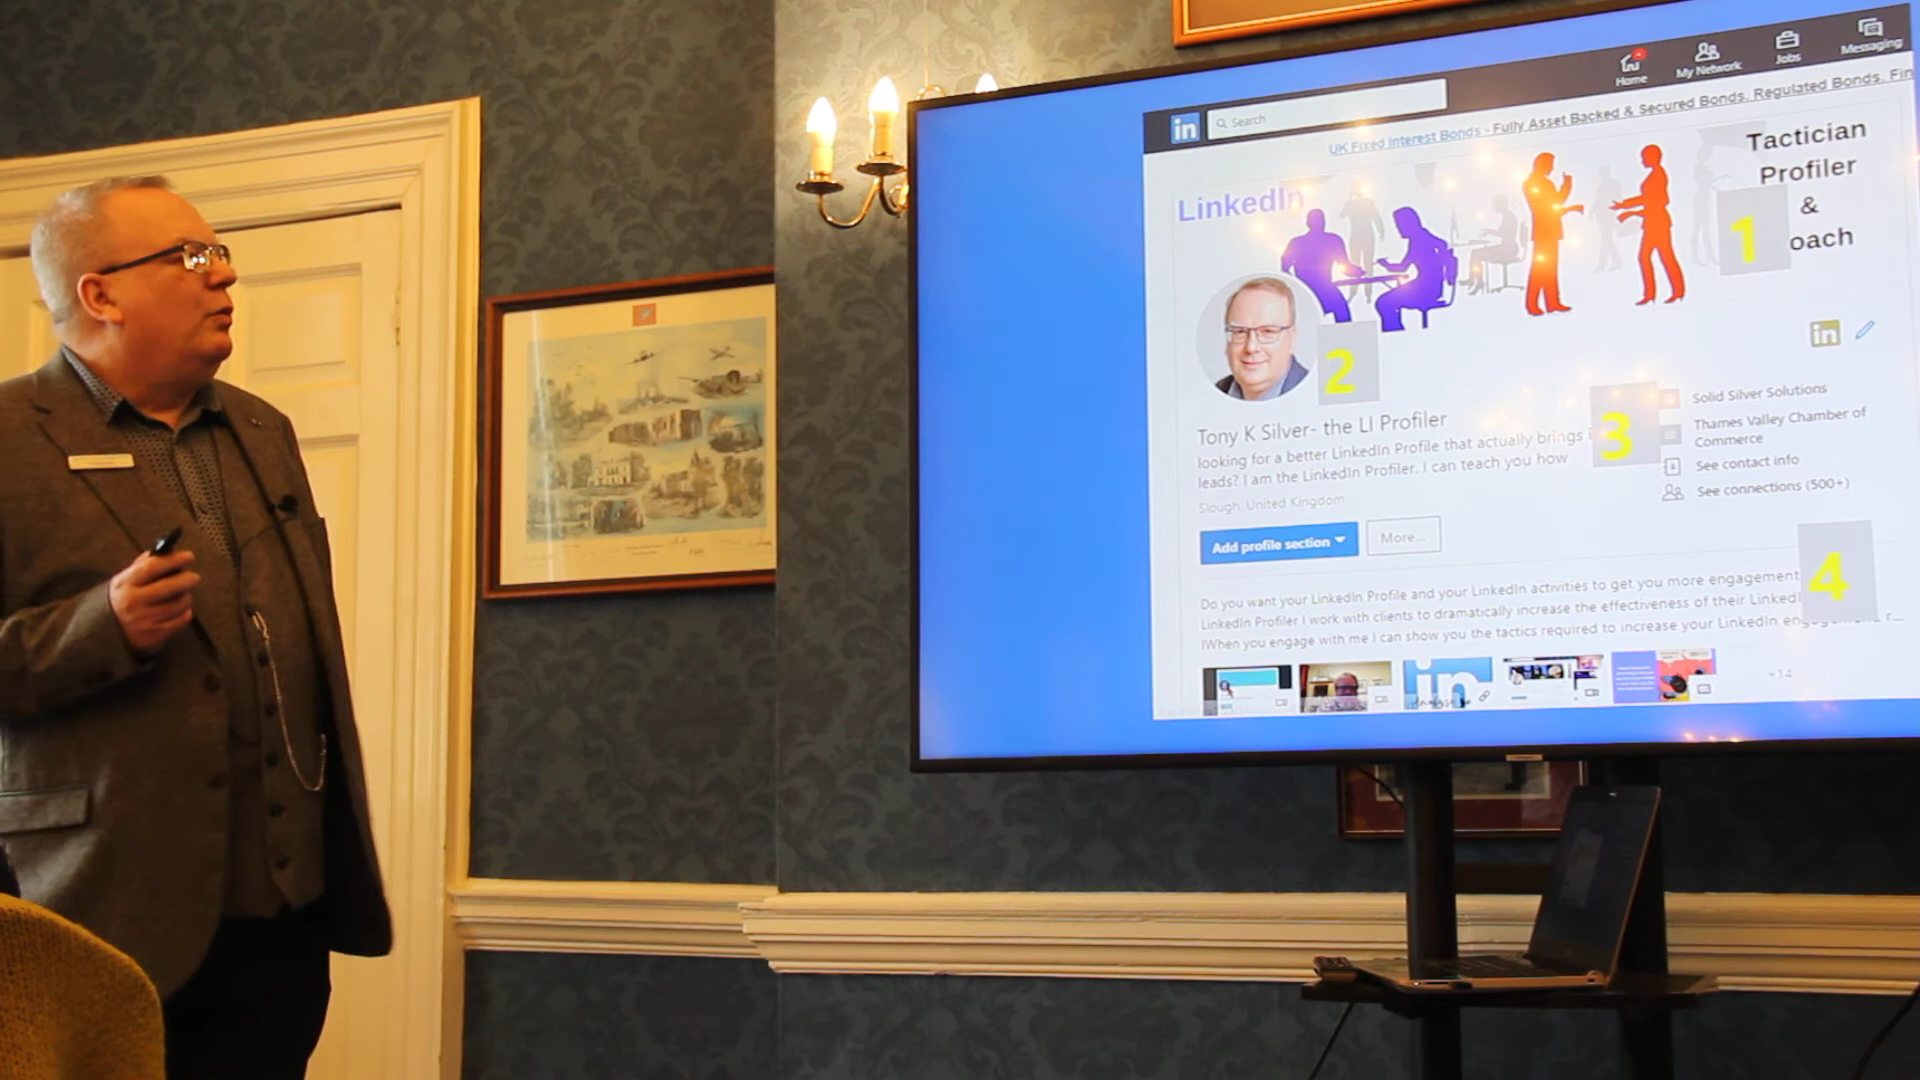 Home
My Network
Jobs
Messaging
in
Search
UK Fixed Interest Bonds - Fully Asset Backed & Secured Bonds. Regulated Bonds. Fin
LinkedIn
Tactician
Profiler
&
oach
1
2
in
3
Tony K Silver- the LI Profiler
looking for a better LinkedIn Profile that actually brings i
leads? I am the LinkedIn Profiler. I can teach you how
Slough, United Kingdom
Solid Silver Solutions
Thames Valley Chamber of
Commerce
See contact info
See connections (500+)
Add profile section
More...
4
Do you want your LinkedIn Profile and your LinkedIn activities to get you more engagement
LinkedIn Profiler I work with clients to dramatically increase the effectiveness of their LinkedI
!When you engage with me I can show you the tactics required to increase your LinkedIn r...
in
+14